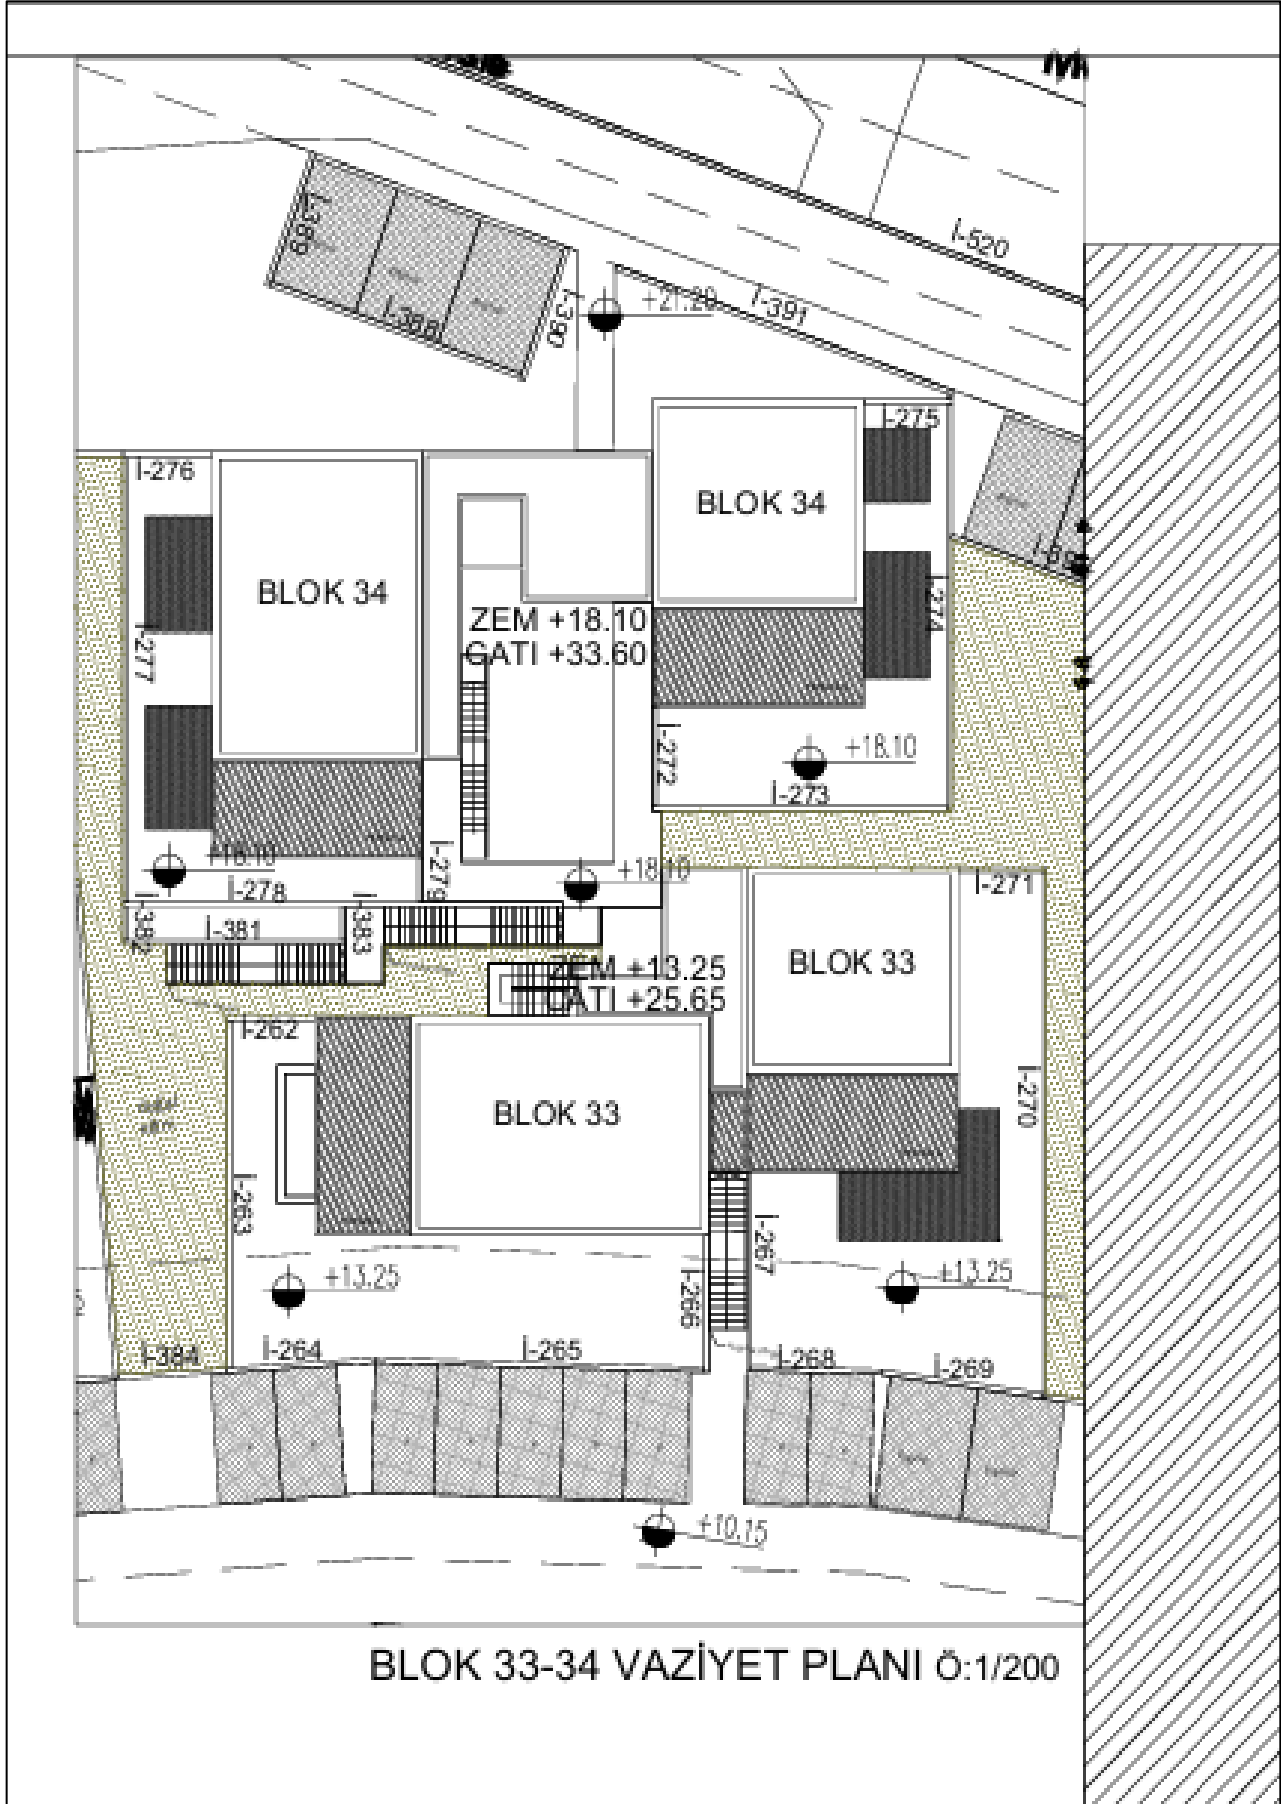 İ-520
İ-389
İ-388
İ-390
+21.20
İ-391
İ-275
İ-276
BLOK 34
BLOK 34
İ-274
ZEM +18.10
ÇATI +33.60
İ-277
İ-272
+18.10
İ-273
+18.10
İ-278
İ-279
+18.10
İ-271
İ-382
İ-381
İ-383
ZEM +13.25
ÇATI +25.65
BLOK 33
İ-262
BLOK 33
İ-270
İ-263
İ-267
+13.25
İ-266
+13.25
İ-384
İ-264
İ-265
İ-268
İ-269
+10.15
BLOK 33-34 VAZİYET PLANI Ö:1/200